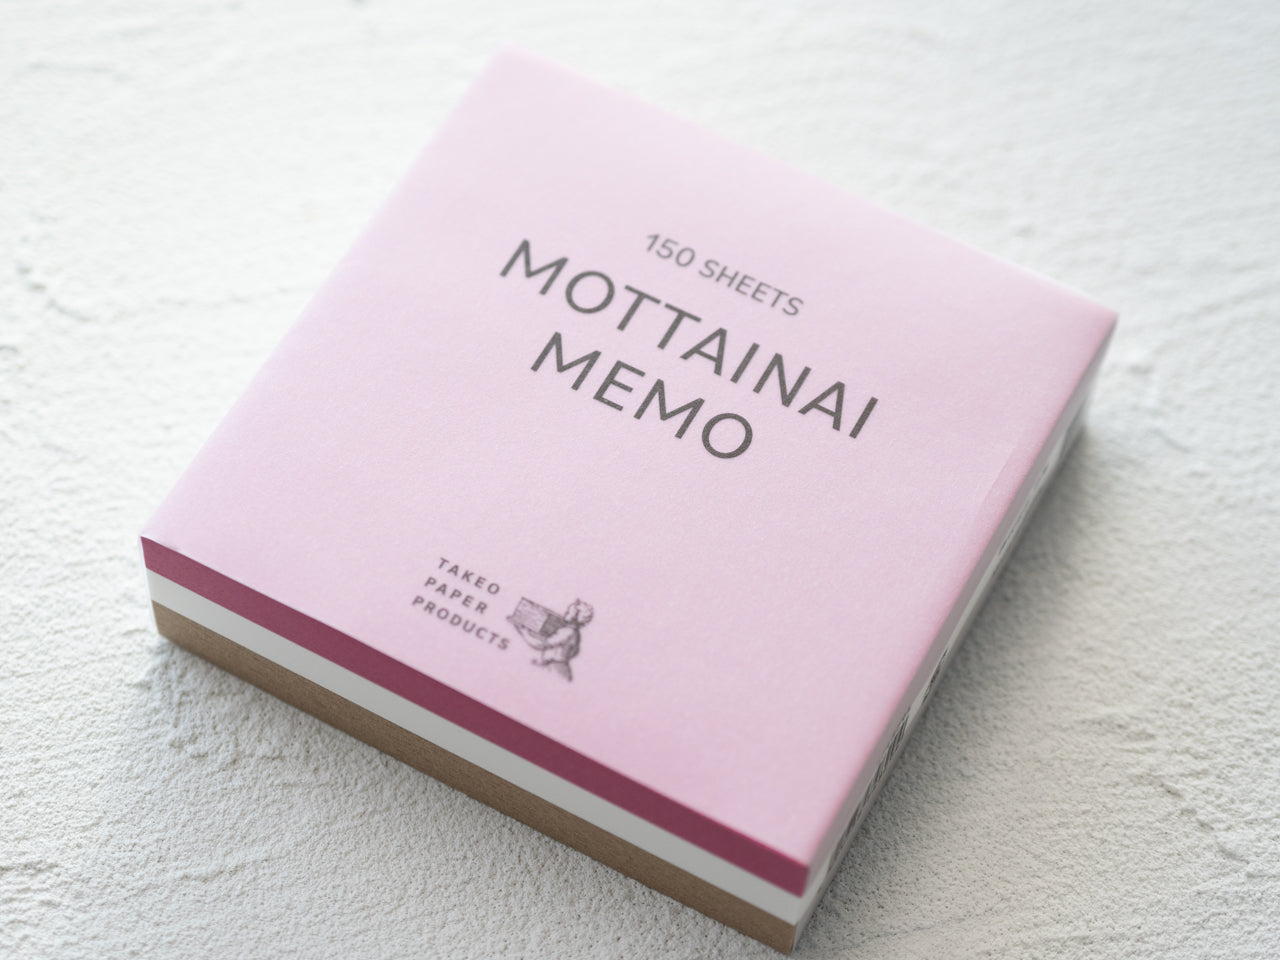 150 SHEETS
MOTTAINAI
MEMO
TAKEO
PAPER
PRODUCTS